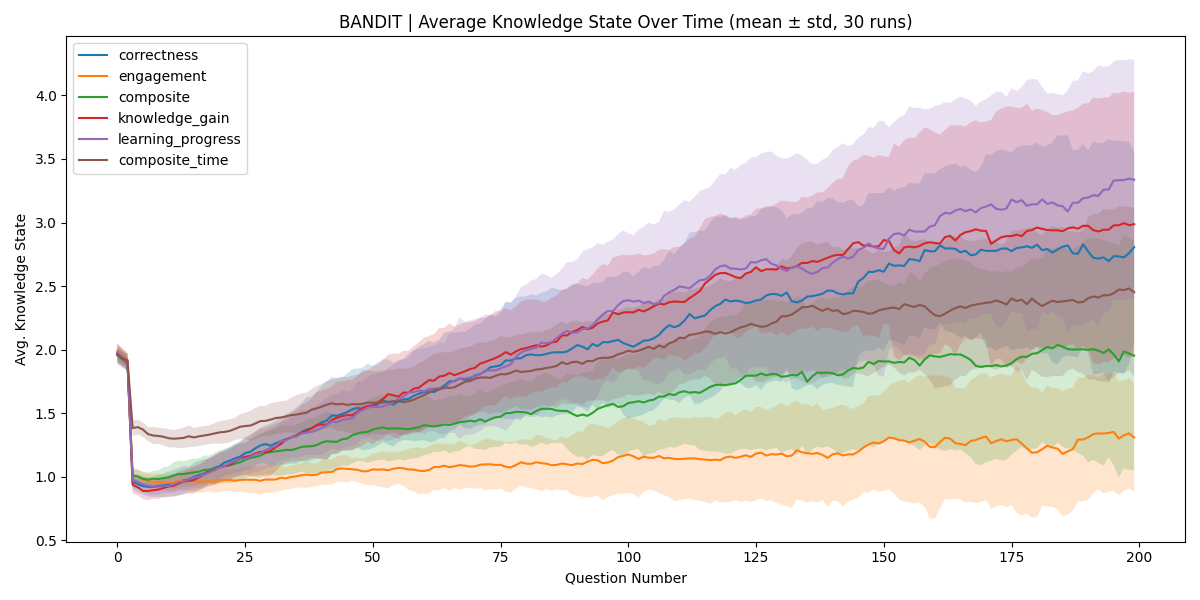 BANDIT | Average Knowledge State Over Time (mean ± std, 30 runs)
correctness
engagement
composite
knowledge_gain
learning_progress
composite_time
Avg. Knowledge State
4.0
3.5
3.0
2.5
2.0
1.5
1.0
0.5
0 25 50 75 100 125 150 175 200
Question Number